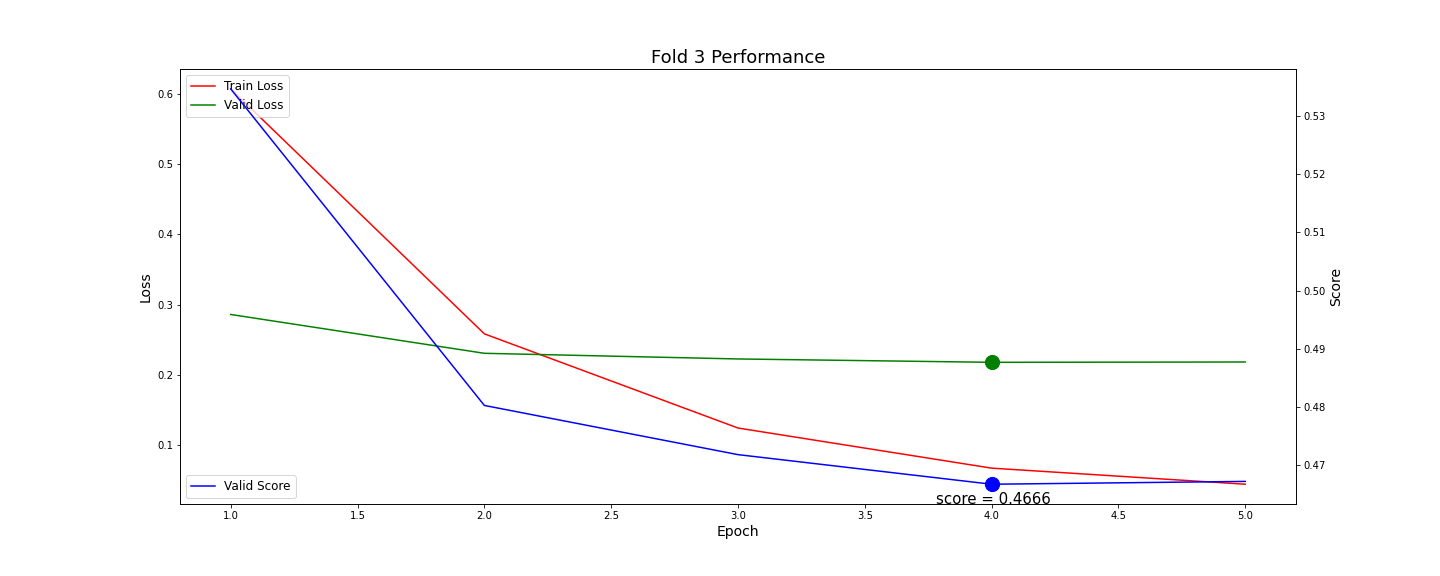 Fold 3 Performance
Train Loss
Valid Loss
Valid Score
0.6
0.5
0.4
0.3
0.2
0.1
Loss
0.53
0.52
0.51
0.50
0.49
0.48
0.47
Score
score = 0.4666
1.0
1.5
2.0
2.5
3.0
3.5
4.0
4.5
5.0
Epoch